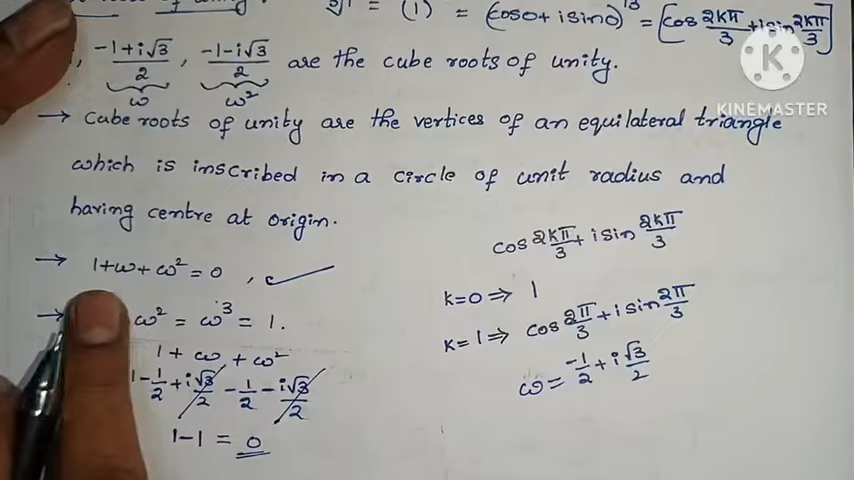 ∛1 = (1) = (cos0 + i sin0)^1/3 = [cos 2kπ/3 + i sin 2kπ/3]
, (-1+i√3)/2 , (-1-i√3)/2 are the cube roots of unity.
ω ω²
→ Cube roots of unity are the vertices of an equilateral triangle
which is inscribed in a circle of unit radius and
having centre at origin.
→ 1+ω+ω² = 0 , ✓
→ ω² = ω³ = 1.
1 + ω + ω²
1 - 1/2 + i√3/2 - 1/2 - i√3/2
1-1 = 0
cos 2kπ/3 + i sin 2kπ/3
k=0 ⇒ 1
k=1 ⇒ cos 2π/3 + i sin 2π/3
ω = -1/2 + i √3/2
KINEMASTER